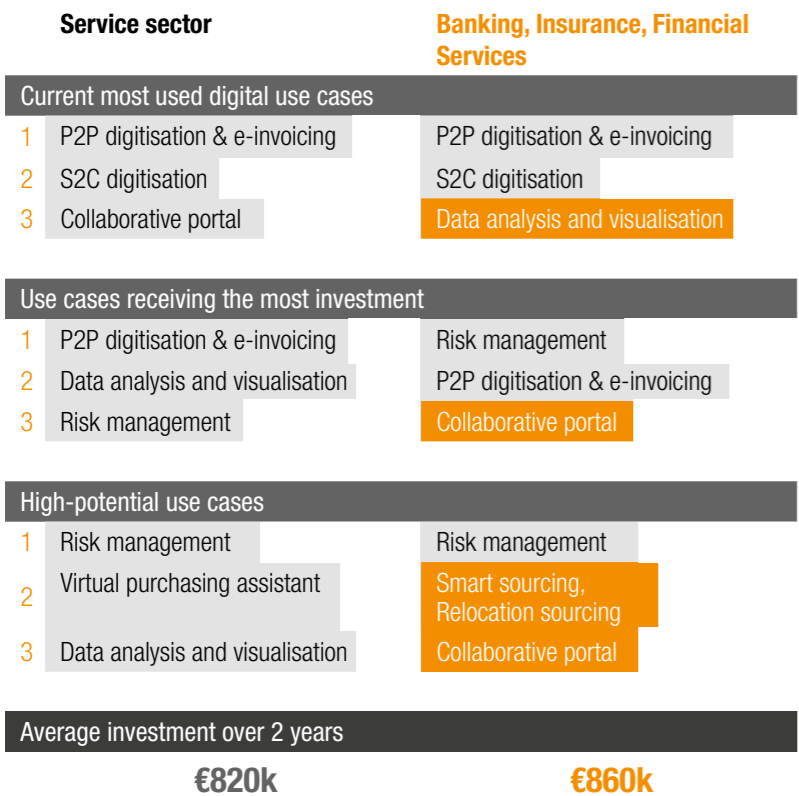 Service sector
Banking, Insurance, Financial
Services
Current most used digital use cases
1 P2P digitisation & e-invoicing P2P digitisation & e-invoicing
2 S2C digitisation S2C digitisation
3 Collaborative portal Data analysis and visualisation
Use cases receiving the most investment
1 P2P digitisation & e-invoicing Risk management
2 Data analysis and visualisation P2P digitisation & e-invoicing
3 Risk management Collaborative portal
High-potential use cases
1 Risk management Risk management
2 Virtual purchasing assistant Smart sourcing,
Relocation sourcing
3 Data analysis and visualisation Collaborative portal
Average investment over 2 years
€820k €860k